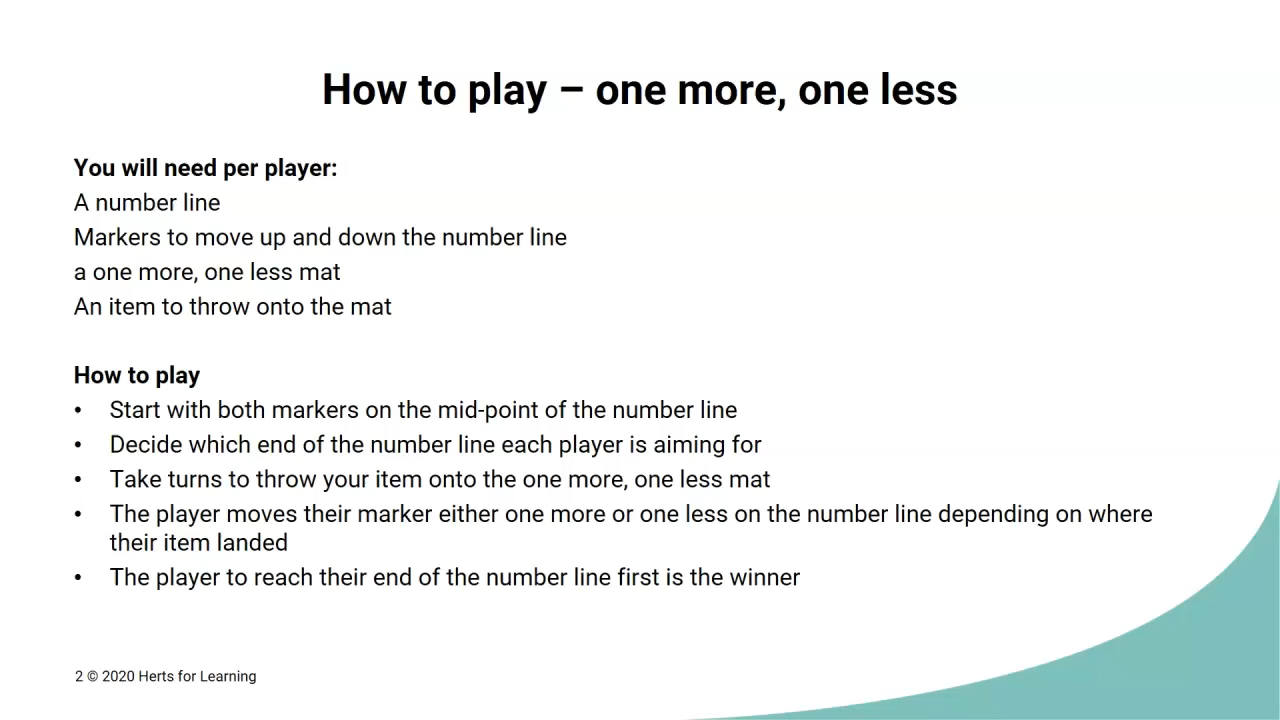 How to play – one more, one less
You will need per player:
A number line
Markers to move up and down the number line
a one more, one less mat
An item to throw onto the mat
How to play
• Start with both markers on the mid-point of the number line
• Decide which end of the number line each player is aiming for
• Take turns to throw your item onto the one more, one less mat
• The player moves their marker either one more or one less on the number line depending on where
their item landed
• The player to reach their end of the number line first is the winner
2 © 2020 Herts for Learning